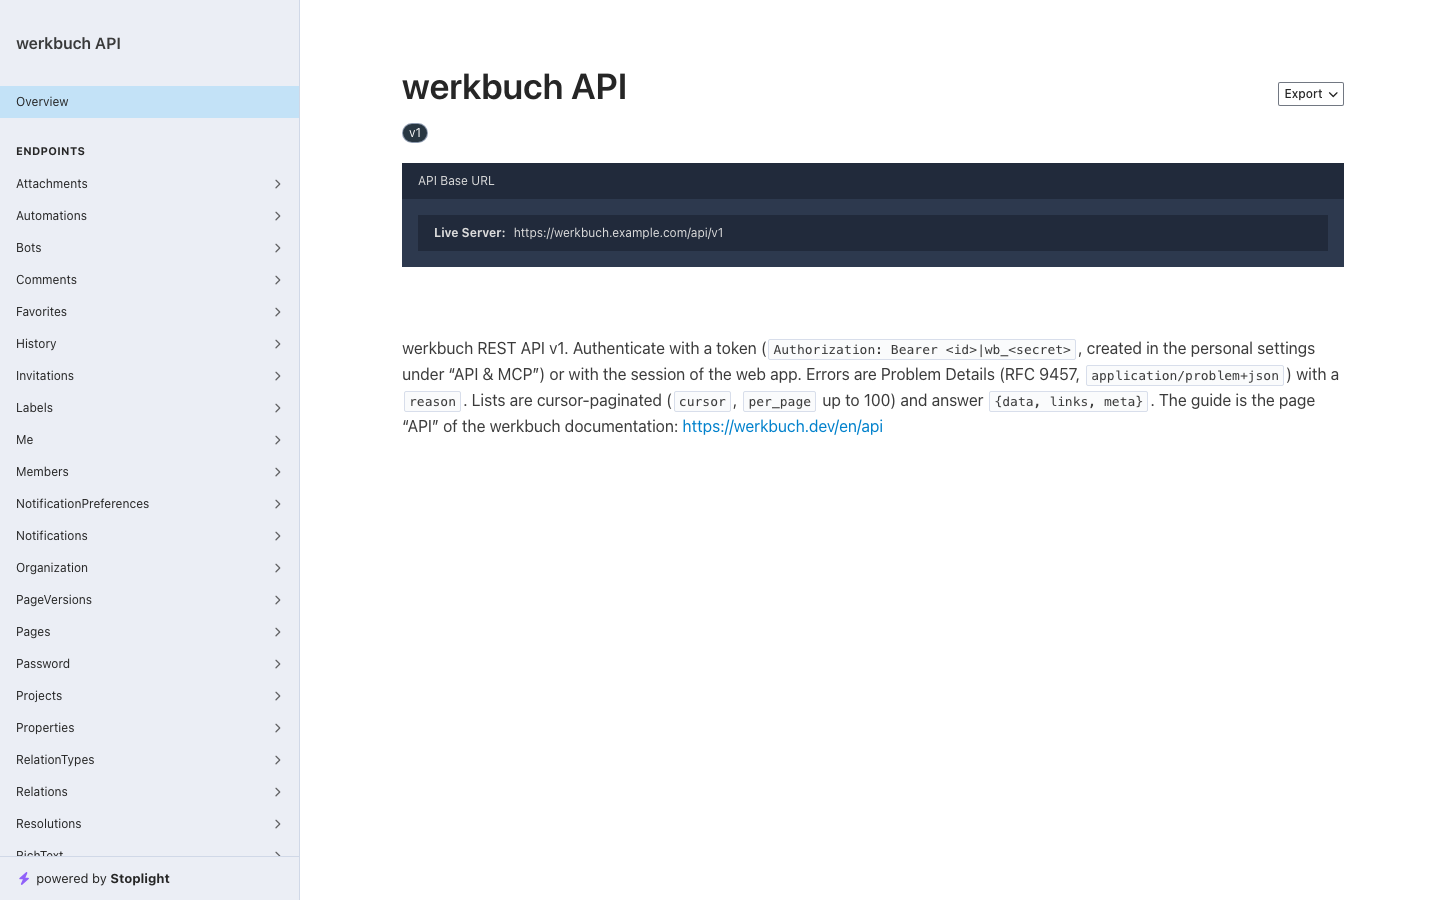 werkbuch API
Overview
ENDPOINTS
Attachments
Automations
Bots
Comments
Favorites
History
Invitations
Labels
Me
Members
NotificationPreferences
Notifications
Organization
PageVersions
Pages
Password
Projects
Properties
RelationTypes
Relations
Resolutions
RichText
powered by Stoplight
werkbuch API
Export
v1
API Base URL
Live Server: https://werkbuch.example.com/api/v1
werkbuch REST API v1. Authenticate with a token (Authorization: Bearer <id>|wb_<secret>, created in the personal settings
under “API & MCP”) or with the session of the web app. Errors are Problem Details (RFC 9457, application/problem+json) with a
reason. Lists are cursor-paginated (cursor, per_page up to 100) and answer {data, links, meta}. The guide is the page
“API” of the werkbuch documentation: https://werkbuch.dev/en/api